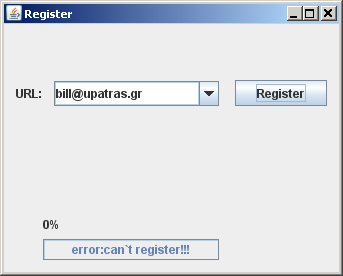 Register
URL: bill@upatras.gr Register
0%
error:can`t register!!!